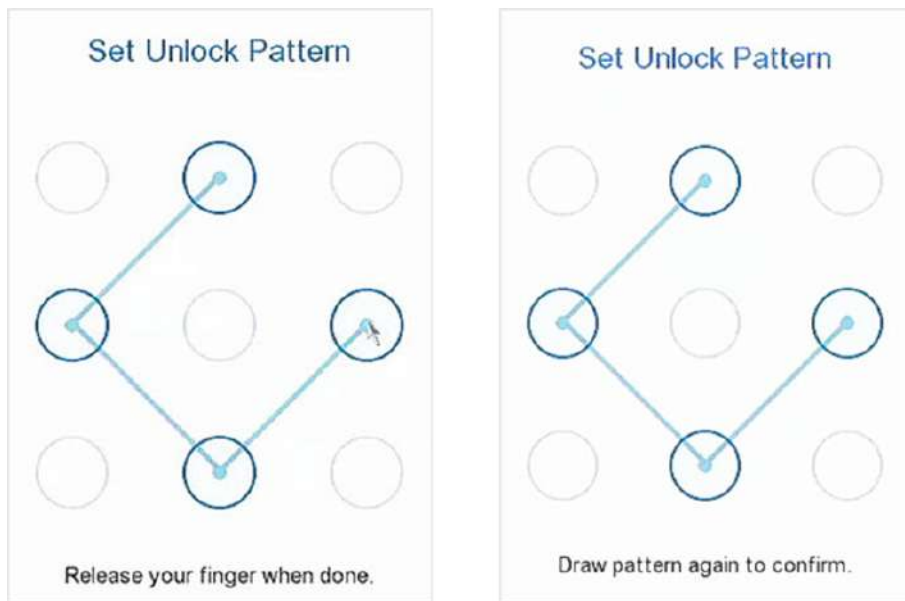 Set Unlock Pattern
Release your finger when done.
Set Unlock Pattern
Draw pattern again to confirm.